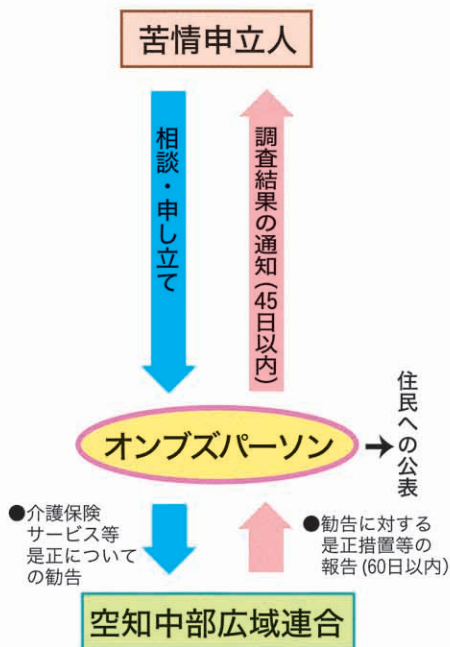 苦情申立人
相談・申し立て
調査結果の通知(45日以内)
オンブズパーソン
住民への公表
●介護保険
サービス等
是正について
の勧告
●勧告に対する
是正措置等の
報告(60日以内)
空知中部広域連合